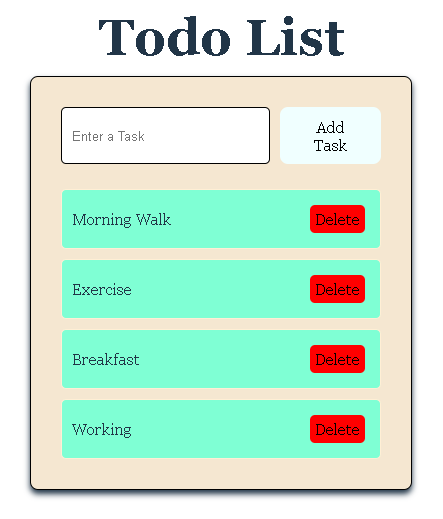 Todo List
Enter a Task
Add
Task
Morning Walk
Delete
Exercise
Delete
Breakfast
Delete
Working
Delete